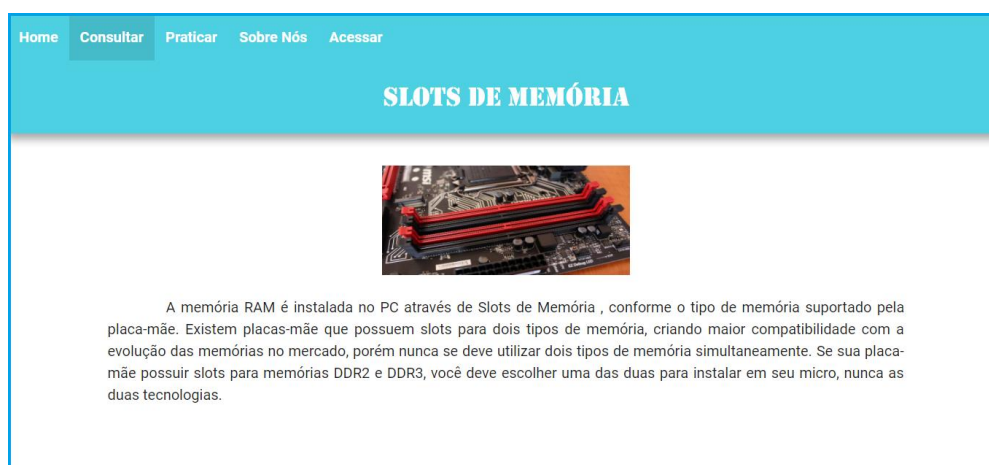 Home Consultar Praticar Sobre Nós Acessar
SLOTS DE MEMÓRIA
A memória RAM é instalada no PC através de Slots de Memória , conforme o tipo de memória suportado pela
placa-mãe. Existem placas-mãe que possuem slots para dois tipos de memória, criando maior compatibilidade com a
evolução das memórias no mercado, porém nunca se deve utilizar dois tipos de memória simultaneamente. Se sua placa-
mãe possuir slots para memórias DDR2 e DDR3, você deve escolher uma das duas para instalar em seu micro, nunca as
duas tecnologias.